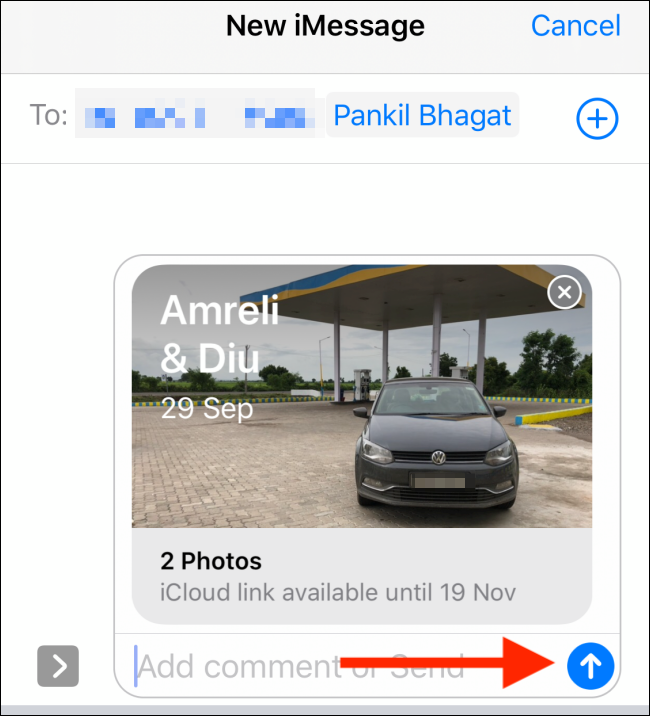 New iMessage
Cancel
To: Pankil Bhagat
Amreli
& Diu
29 Sep
2 Photos
iCloud link available until 19 Nov
Add comment or Send